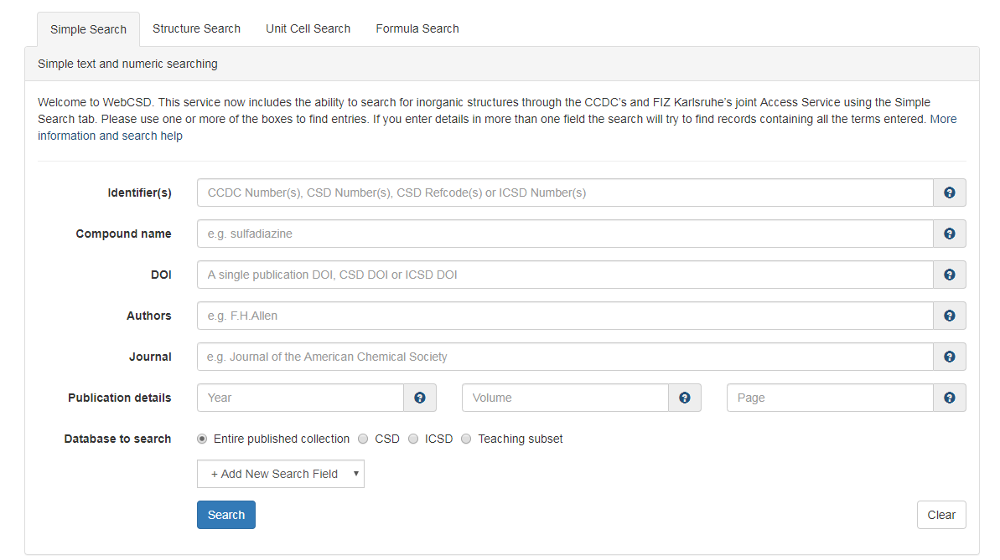 Simple Search Structure Search Unit Cell Search Formula Search
Simple text and numeric searching
Welcome to WebCSD. This service now includes the ability to search for inorganic structures through the CCDC's and FIZ Karlsruhe's joint Access Service using the Simple
Search tab. Please use one or more of the boxes to find entries. If you enter details in more than one field the search will try to find records containing all the terms entered. More
information and search help
Identifier(s) CCDC Number(s), CSD Number(s), CSD Refcode(s) or ICSD Number(s) ?
Compound name e.g. sulfadiazine ?
DOI A single publication DOI, CSD DOI or ICSD DOI ?
Authors e.g. F.H.Allen ?
Journal e.g. Journal of the American Chemical Society ?
Publication details Year ? Volume ? Page ?
Database to search Entire published collection CSD ICSD Teaching subset
+ Add New Search Field
Search Clear